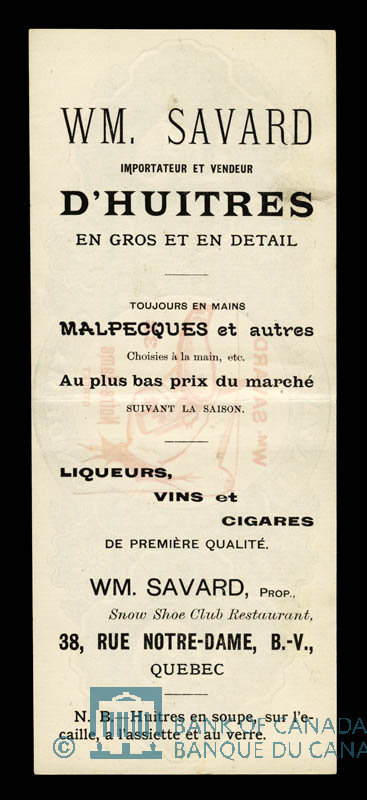 WM. SAVARD
IMPORTATEUR ET VENDEUR
D'HUITRES
EN GROS ET EN DETAIL
TOUJOURS EN MAINS
MALPECQUES et autres
Choisies à la main, etc.
Au plus bas prix du marché
SUIVANT LA SAISON.
LIQUEURS,
VINS et
CIGARES
DE PREMIÈRE QUALITÉ.
WM. SAVARD, PROP.,
Snow Shoe Club Restaurant,
38, RUE NOTRE-DAME, B.-V.,
QUEBEC
N. B.—Huitres en soupe, sur l'e-
caille, a l'assiette et au verre.
BANK OF CANADA
© BANQUE DU CANA